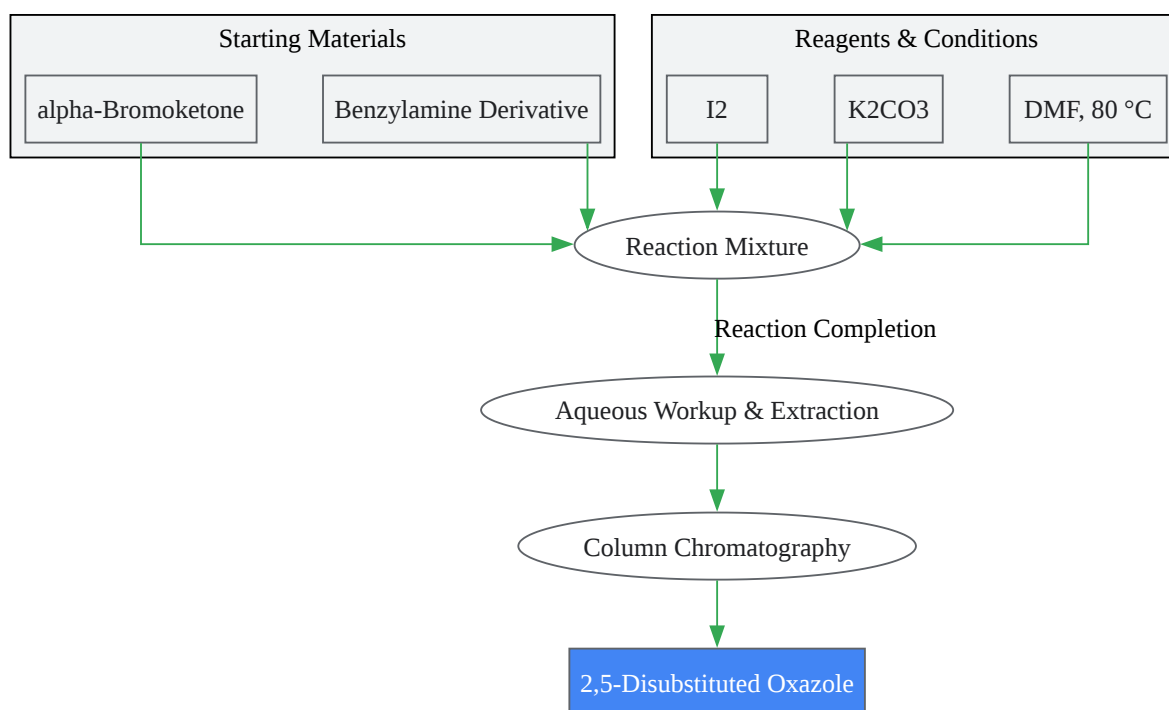 Starting Materials
Reagents & Conditions
alpha-Bromoketone
Benzylamine Derivative
I2
K2CO3
DMF, 80 °C
Reaction Mixture
Reaction Completion
Aqueous Workup & Extraction
Column Chromatography
2,5-Disubstituted Oxazole